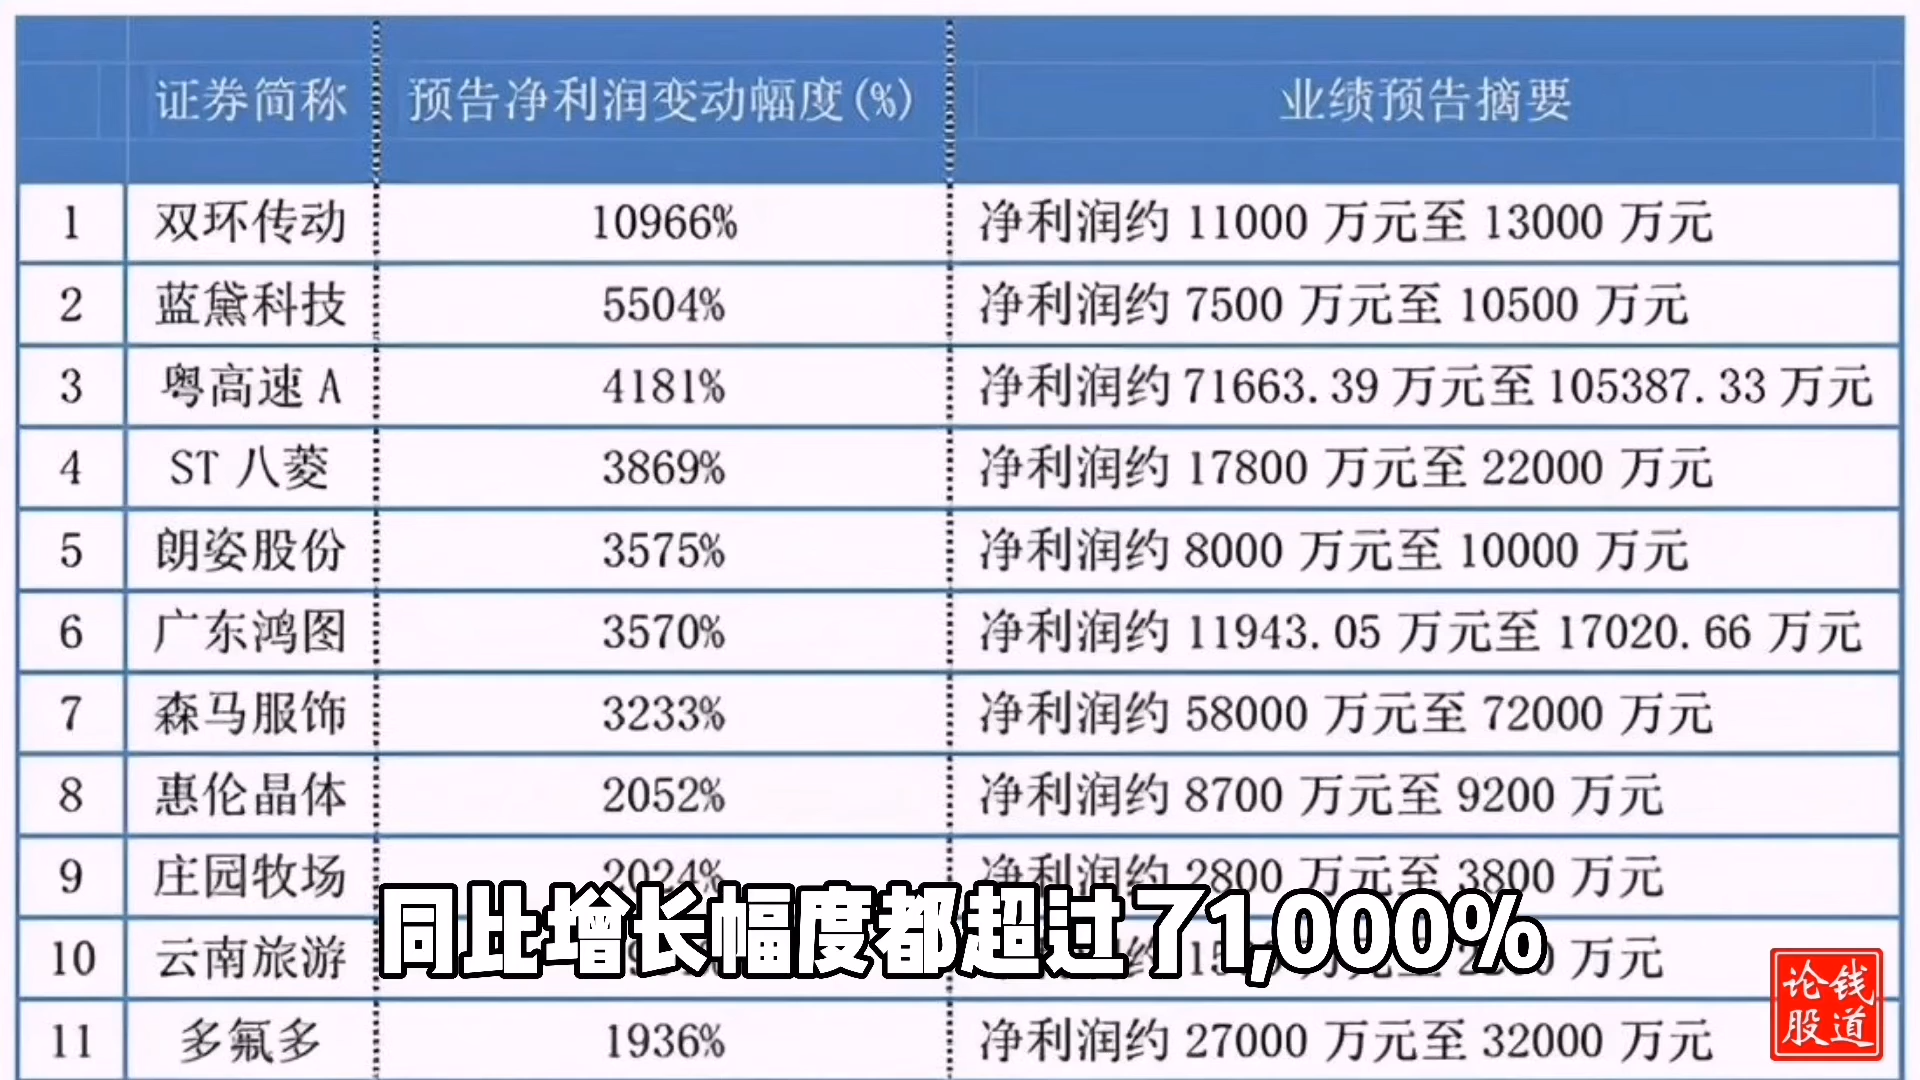 证券简称 预告净利润变动幅度(%) 业绩预告摘要
1 双环传动 10966% 净利润约 11000 万元至 13000 万元
2 蓝黛科技 5504% 净利润约 7500 万元至 10500 万元
3 粤高速 A 4181% 净利润约 71663.39 万元至 105387.33 万元
4 ST 八菱 3869% 净利润约 17800 万元至 22000 万元
5 朗姿股份 3575% 净利润约 8000 万元至 10000 万元
6 广东鸿图 3570% 净利润约 11943.05 万元至 17020.66 万元
7 森马服饰 3233% 净利润约 58000 万元至 72000 万元
8 惠伦晶体 2052% 净利润约 8700 万元至 9200 万元
9 庄园牧场 2024% 净利润约 2800 万元至 3800 万元
同比增长幅度都超过了1,000%
10 云南旅游 万元
11 多氟多 1936% 净利润约 27000 万元至 32000 万元
论钱
股道